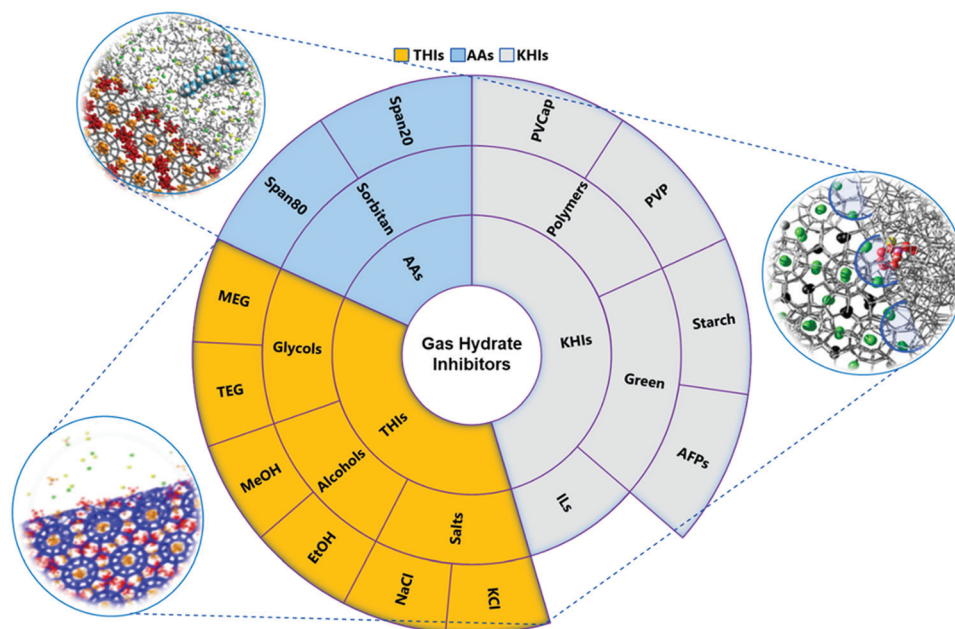 THIs
AAs
KHIs
Span20
PVCap
Span80
Sorbitan
Polymers
PVP
AAs
MEG
Glycols
Gas Hydrate
Inhibitors
KHIs
Starch
TEG
Green
THIs
MeOH
Alcohols
AFPs
ILs
EtOH
Salts
NaCl
KCl